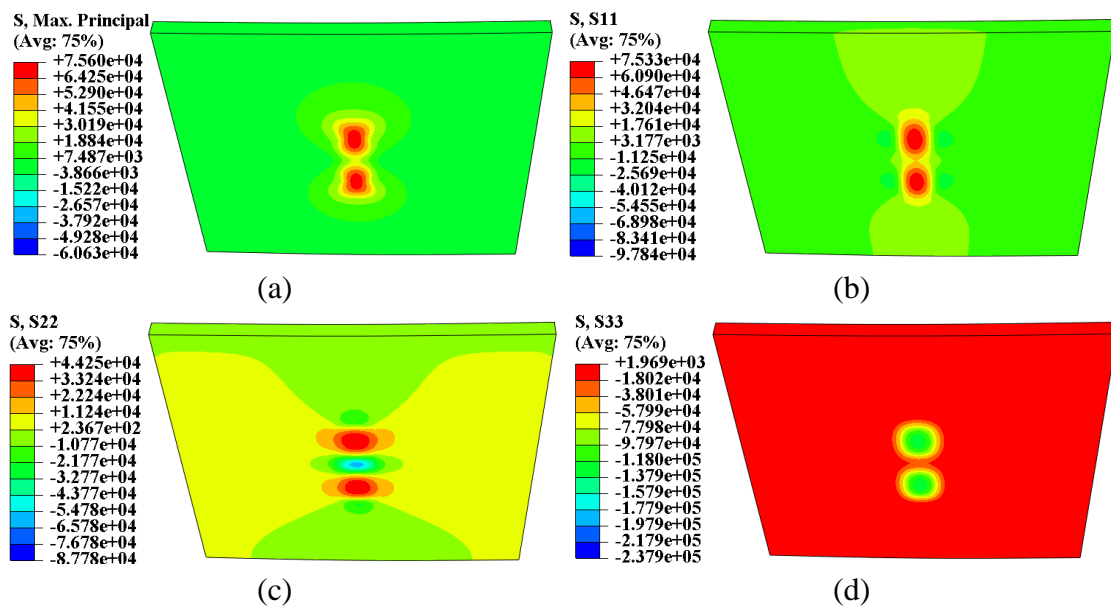 S, Max. Principal
(Avg: 75%)
+7.560e+04
+6.425e+04
+5.290e+04
+4.155e+04
+3.019e+04
+1.884e+04
+7.487e+03
-3.866e+03
-1.522e+04
-2.657e+04
-3.792e+04
-4.928e+04
-6.063e+04
(a)
S, S11
(Avg: 75%)
+7.533e+04
+6.090e+04
+4.647e+04
+3.204e+04
+1.761e+04
+3.177e+03
-1.125e+04
-2.569e+04
-4.012e+04
-5.455e+04
-6.898e+04
-8.341e+04
-9.784e+04
(b)
S, S22
(Avg: 75%)
+4.425e+04
+3.324e+04
+2.224e+04
+1.124e+04
+2.367e+02
-1.077e+04
-2.177e+04
-3.277e+04
-4.377e+04
-5.478e+04
-6.578e+04
-7.678e+04
-8.778e+04
(c)
S, S33
(Avg: 75%)
+1.969e+03
-1.802e+04
-3.801e+04
-5.799e+04
-7.798e+04
-9.797e+04
-1.180e+05
-1.379e+05
-1.579e+05
-1.779e+05
-1.979e+05
-2.179e+05
-2.379e+05
(d)